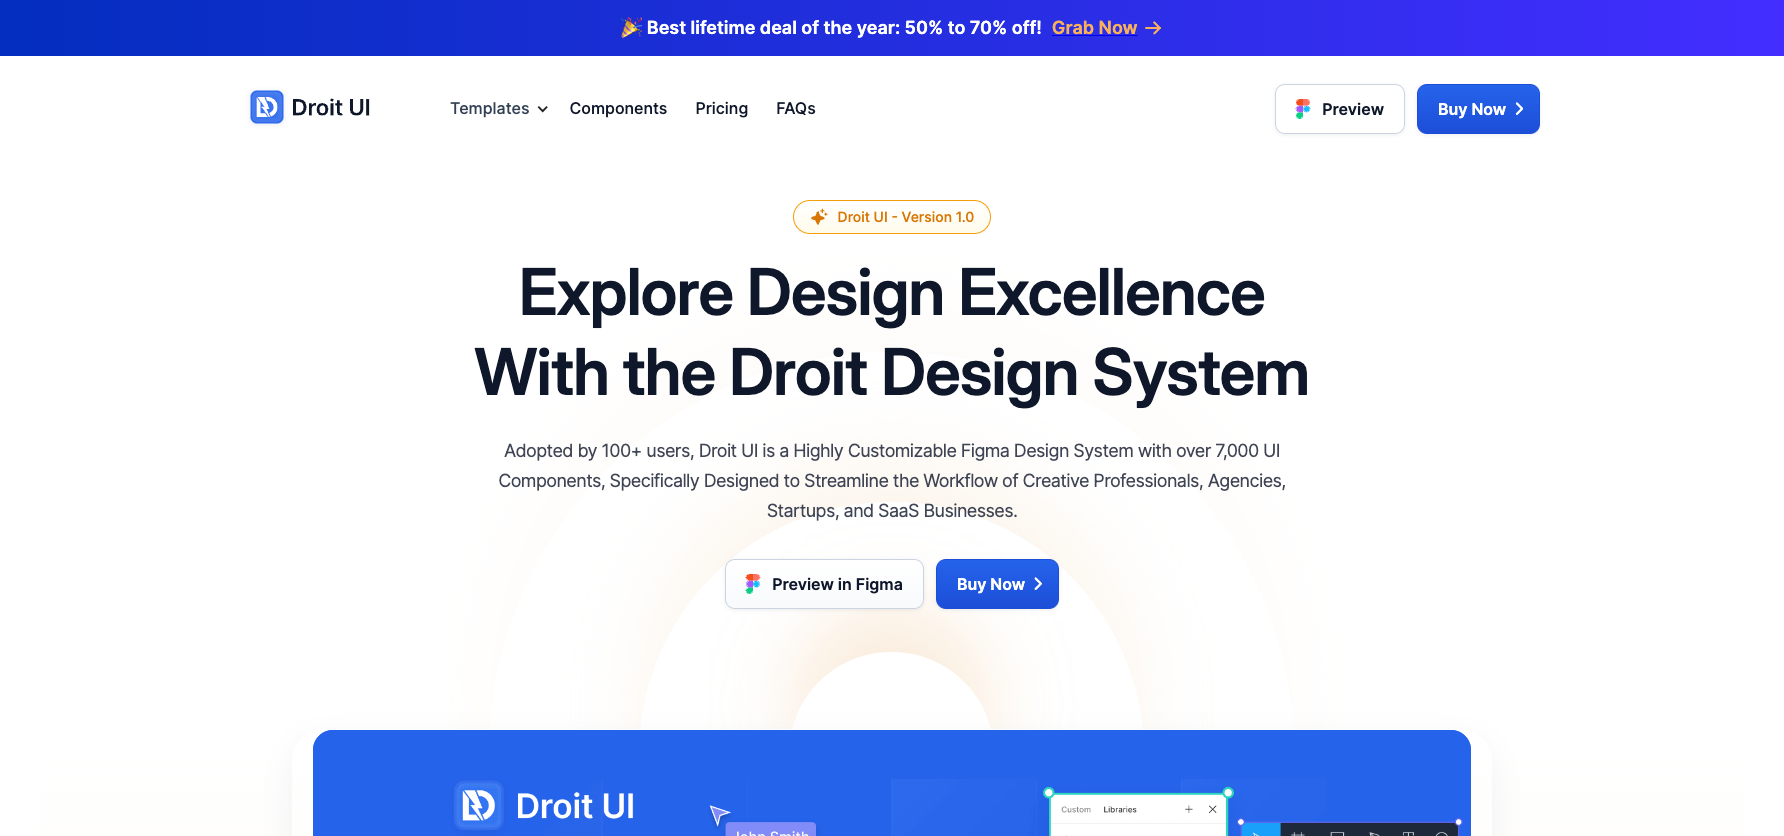 🎉 Best lifetime deal of the year: 50% to 70% off! Grab Now →
Droit UI
Templates
Components
Pricing
FAQs
Preview
Buy Now
Droit UI - Version 1.0
Explore Design Excellence
With the Droit Design System
Adopted by 100+ users, Droit UI is a Highly Customizable Figma Design System with over 7,000 UI
Components, Specifically Designed to Streamline the Workflow of Creative Professionals, Agencies,
Startups, and SaaS Businesses.
Preview in Figma
Buy Now
Droit UI
John Smith
Custom
Libraries